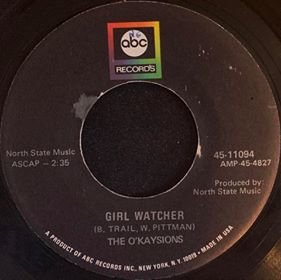 abc
RECORDS
North State Music
ASCAP – 2:35
45-11094
AMP-45-4827
Produced by:
North State Music
GIRL WATCHER
(B. TRAIL, W. PITTMAN)
THE O'KAYSIONS
A PRODUCT OF ABC RECORDS INC. NEW YORK, N.Y. 10019 • MADE IN USA